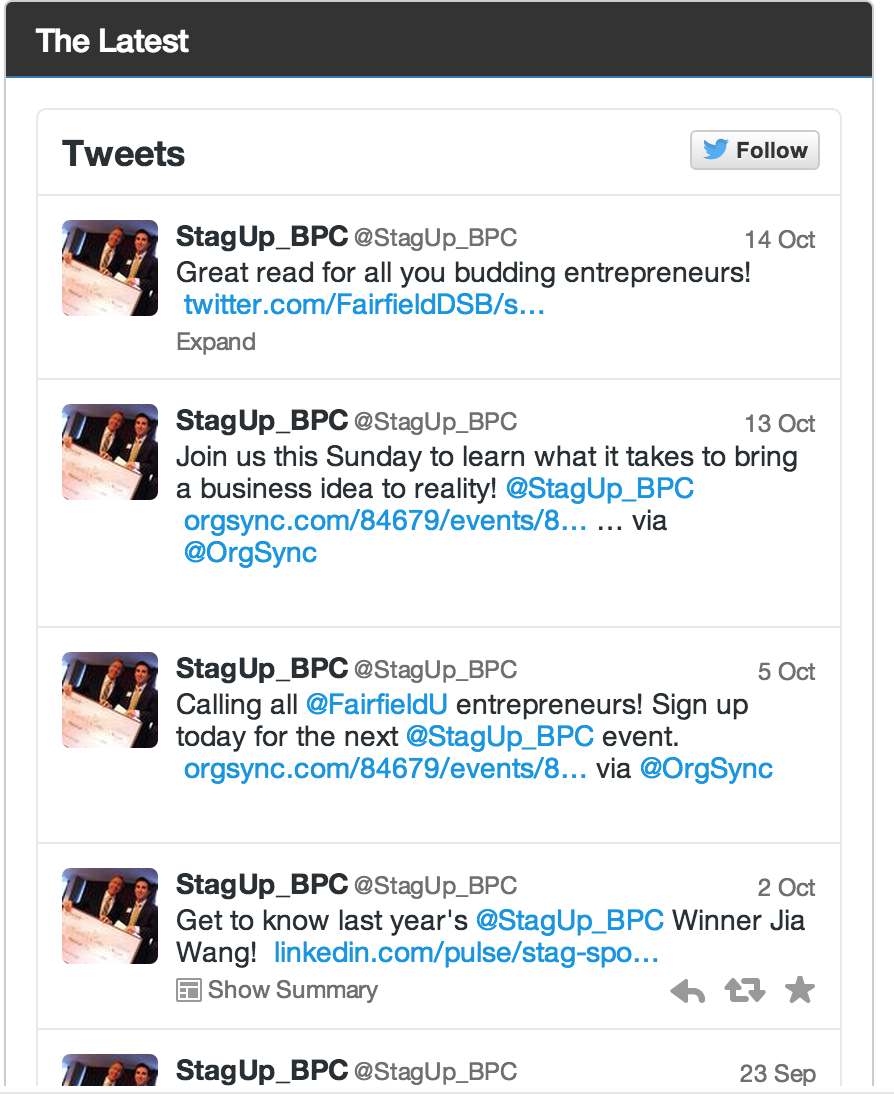 The Latest
Tweets
Follow
StagUp_BPC @StagUp_BPC 14 Oct
Great read for all you budding entrepreneurs!
twitter.com/FairfieldDSB/s…
Expand
StagUp_BPC @StagUp_BPC 13 Oct
Join us this Sunday to learn what it takes to bring
a business idea to reality! @StagUp_BPC
orgsync.com/84679/events/8… … via
@OrgSync
StagUp_BPC @StagUp_BPC 5 Oct
Calling all @FairfieldU entrepreneurs! Sign up
today for the next @StagUp_BPC event.
orgsync.com/84679/events/8… via @OrgSync
StagUp_BPC @StagUp_BPC 2 Oct
Get to know last year's @StagUp_BPC Winner Jia
Wang! linkedin.com/pulse/stag-spo…
Show Summary
StagUp_BPC @StagUp_BPC 23 Sep